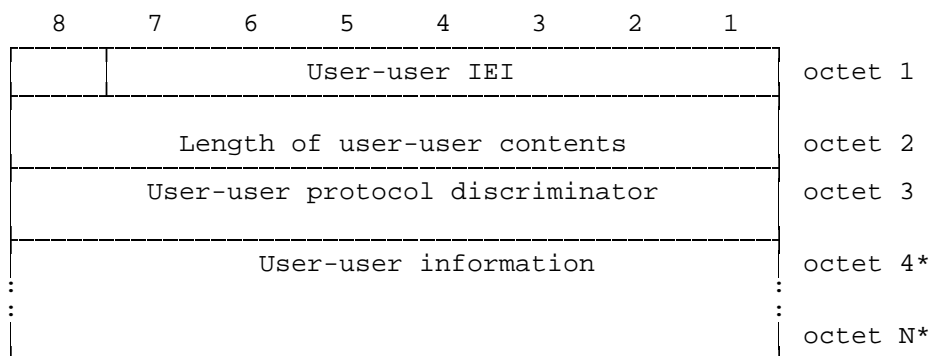 8 7 6 5 4 3 2 1
User-user IEI octet 1
Length of user-user contents octet 2
User-user protocol discriminator octet 3
User-user information octet 4*
:
:
octet N*